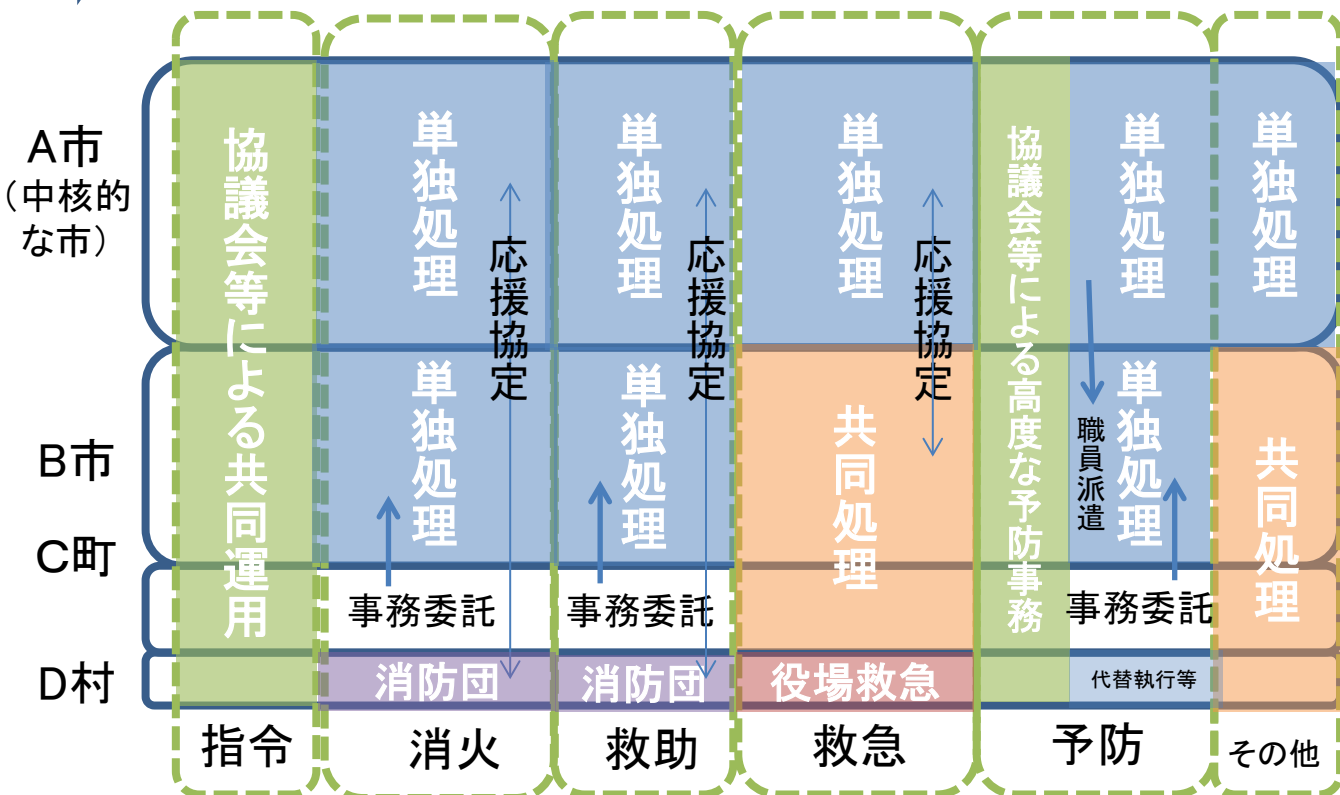 A市
（中核的
な市）
B市
C町
D村
協議会等による共同運用
単独処理
応援協定
単独処理
事務委託
消防団
単独処理
応援協定
単独処理
事務委託
消防団
単独処理
応援協定
共同処理
役場救急
協議会等による高度な予防事務
単独処理
職員派遣
単独処理
事務委託
代替執行等
単独処理
共同処理
指令
消火
救助
救急
予防
その他